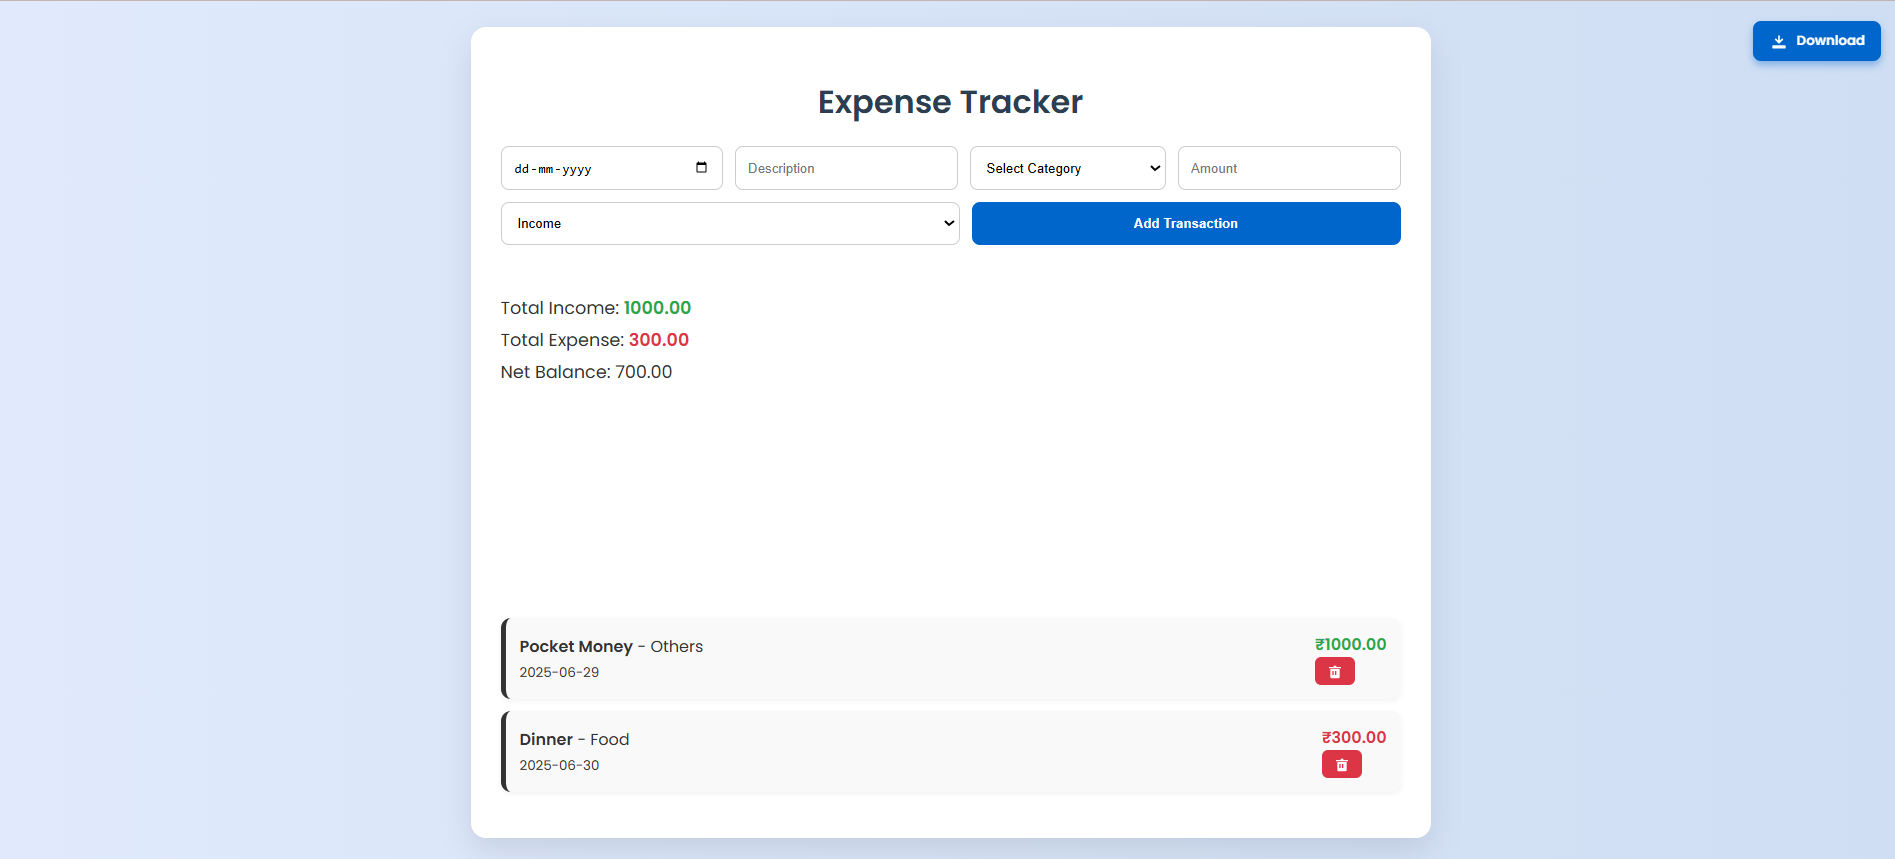 Download
Expense Tracker
dd-mm-yyyy
Description
Select Category
Amount
Income
Add Transaction
Total Income: 1000.00
Total Expense: 300.00
Net Balance: 700.00
Pocket Money - Others
₹1000.00
2025-06-29
Dinner - Food
₹300.00
2025-06-30